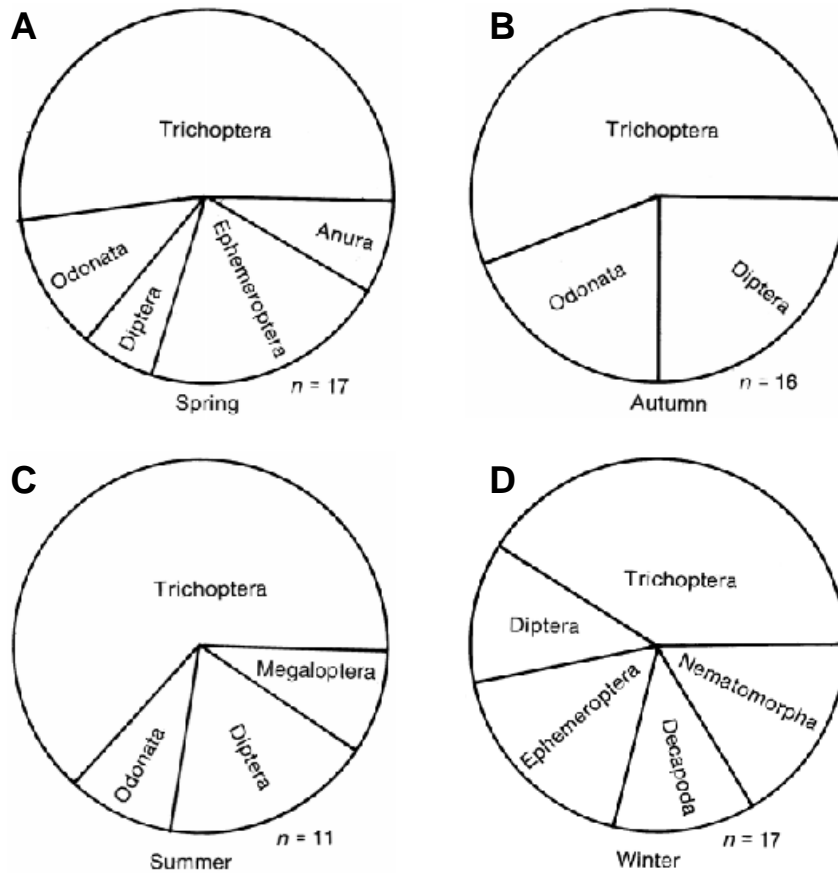 A
Trichoptera
Anura
Ephemeroptera
Odonata
Diptera
n = 17
Spring
B
Trichoptera
Odonata
Diptera
n = 16
Autumn
C
Trichoptera
Megaloptera
Diptera
Odonata
n = 11
Summer
D
Trichoptera
Diptera
Nematomorpha
Ephemeroptera
Decapoda
n = 17
Winter